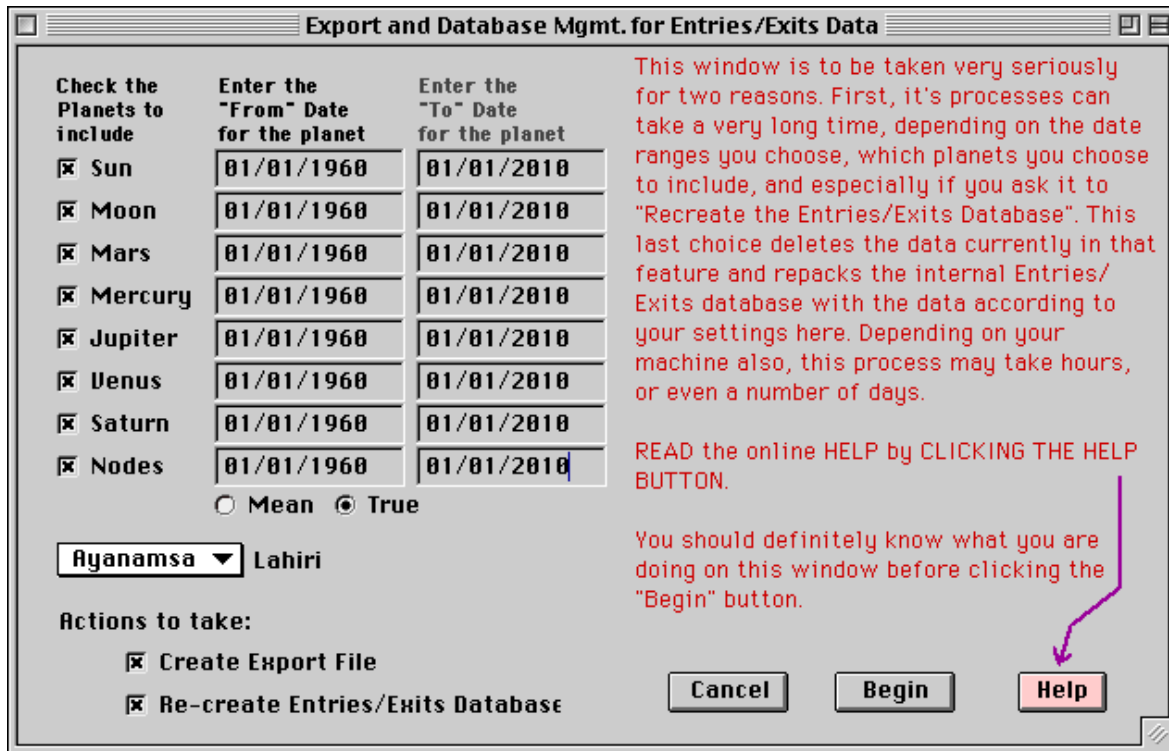 Export and Database Mgmt. for Entries/Exits Data
Check the
Planets to
include
Enter the
"From" Date
for the planet
Enter the
"To" Date
for the planet
Sun 01/01/1960 01/01/2010
Moon 01/01/1960 01/01/2010
Mars 01/01/1960 01/01/2010
Mercury 01/01/1960 01/01/2010
Jupiter 01/01/1960 01/01/2010
Venus 01/01/1960 01/01/2010
Saturn 01/01/1960 01/01/2010
Nodes 01/01/1960 01/01/2010
Mean True
Ayanamsa Lahiri
Actions to take:
Create Export File
Re-create Entries/Exits Database
This window is to be taken very seriously
for two reasons. First, it's processes can
take a very long time, depending on the date
ranges you choose, which planets you choose
to include, and especially if you ask it to
"Recreate the Entries/Exits Database". This
last choice deletes the data currently in that
feature and repacks the internal Entries/
Exits database with the data according to
your settings here. Depending on your
machine also, this process may take hours,
or even a number of days.
READ the online HELP by CLICKING THE HELP
BUTTON.
You should definitely know what you are
doing on this window before clicking the
"Begin" button.
Cancel Begin Help